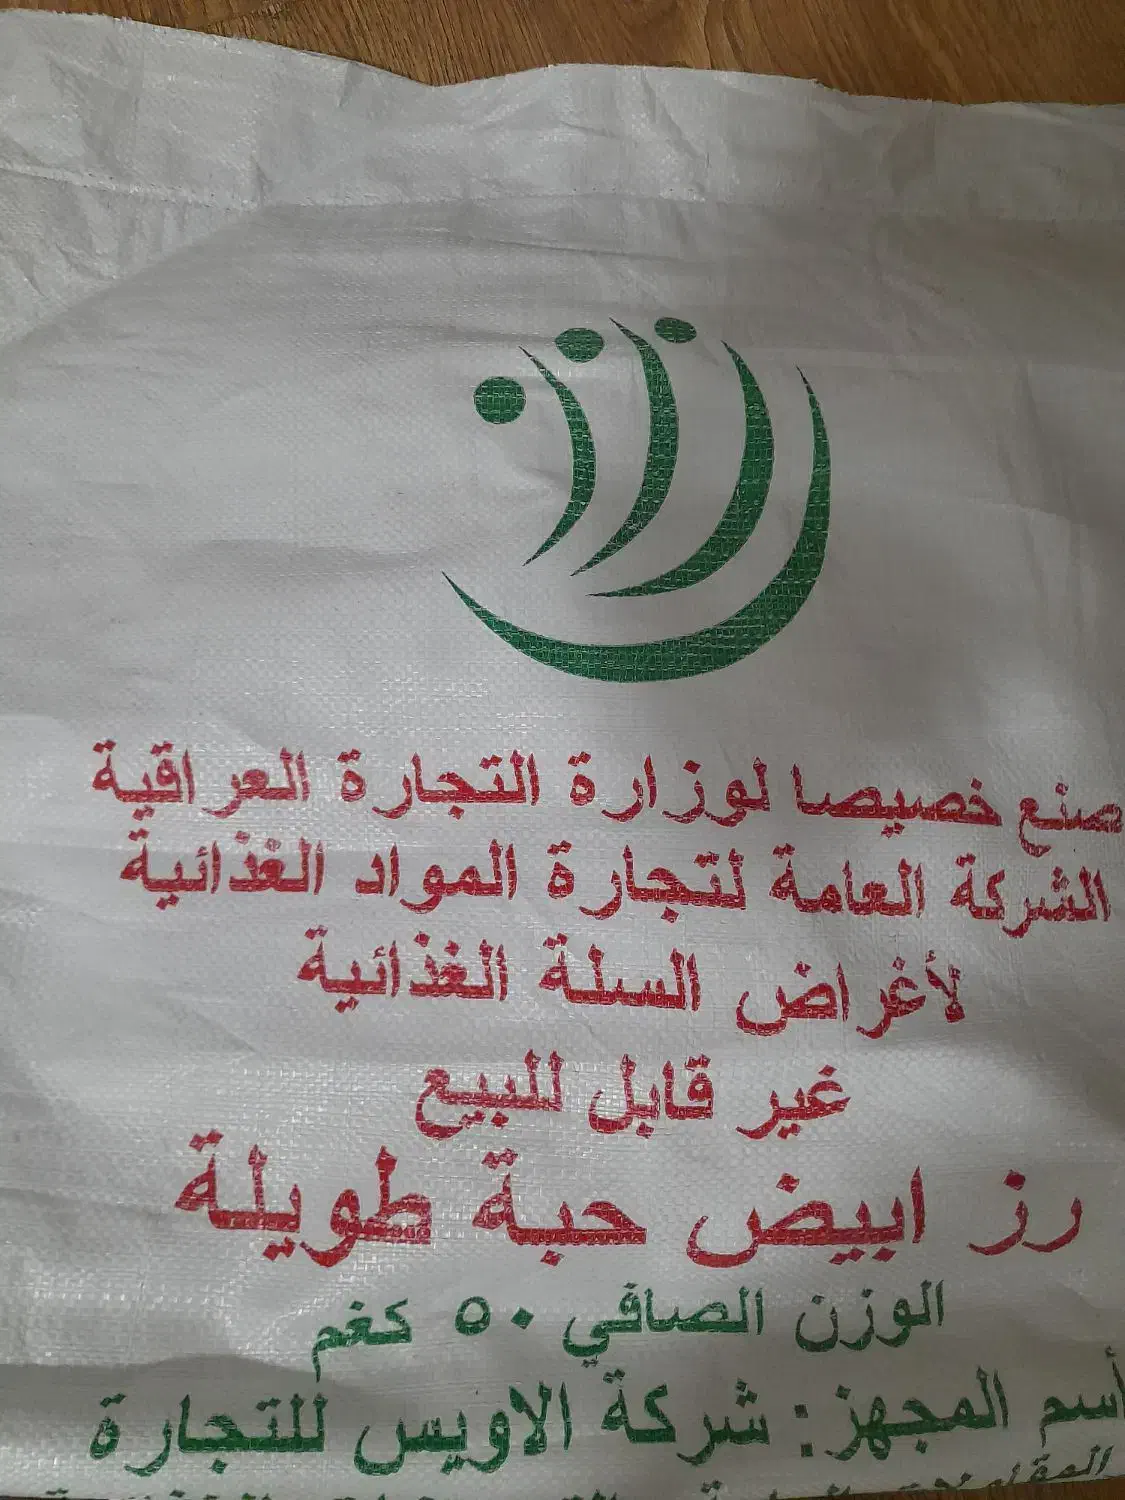 صنع خصيصا لوزارة التجارة العراقية
الشركة العامة لتجارة المواد الغذائية
لأغراض السلة الغذائية
غير قابل للبيع
رز ابيض حبة طويلة
الوزن الصافي ٥٠ كغم
أسم المجهز: شركة الاويس للتجارة